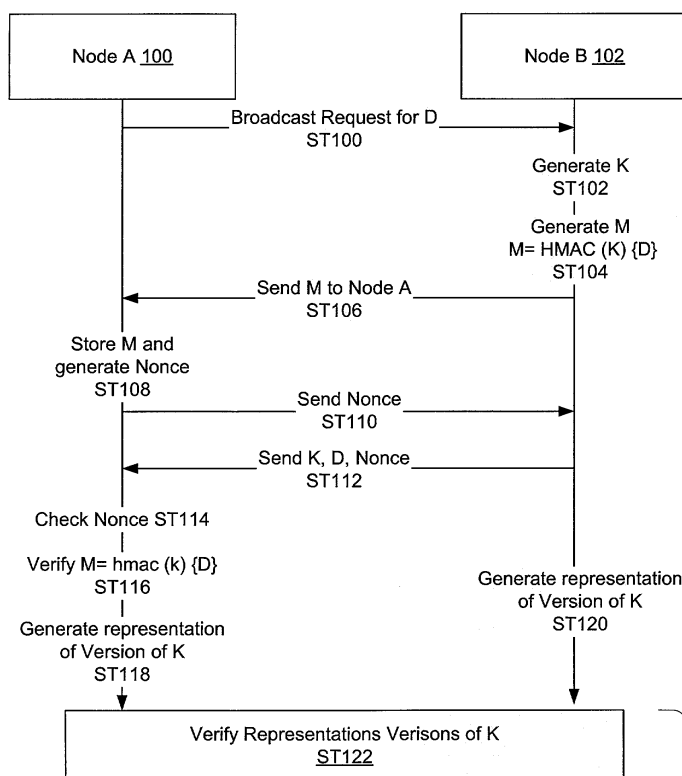 Node A 100
Node B 102
Broadcast Request for D
ST100
Generate K
ST102
Generate M
M= HMAC (K) {D}
ST104
Send M to Node A
ST106
Store M and
generate Nonce
ST108
Send Nonce
ST110
Send K, D, Nonce
ST112
Check Nonce ST114
Verify M= hmac (k) {D}
ST116
Generate representation
of Version of K
ST120
Generate representation
of Version of K
ST118
Verify Representations Verisons of K
ST122